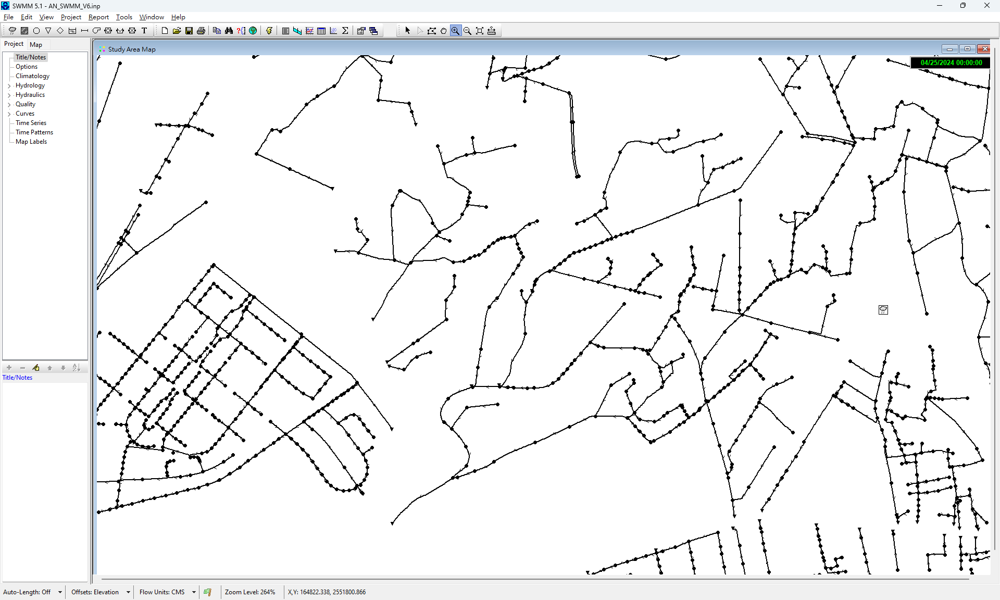 SWMM 5.1 - AN_SWMM_V6.inp
File Edit View Project Report Tools Window Help
T
Project Map
Study Area Map
04/25/2024 00:00:00
Title/Notes
Options
Climatology
Hydrology
Hydraulics
Quality
Curves
Time Series
Time Patterns
Map Labels
Title/Notes
Auto-Length: Off Offsets: Elevation Flow Units: CMS Zoom Level: 264% X,Y: 164822.338, 2551800.866